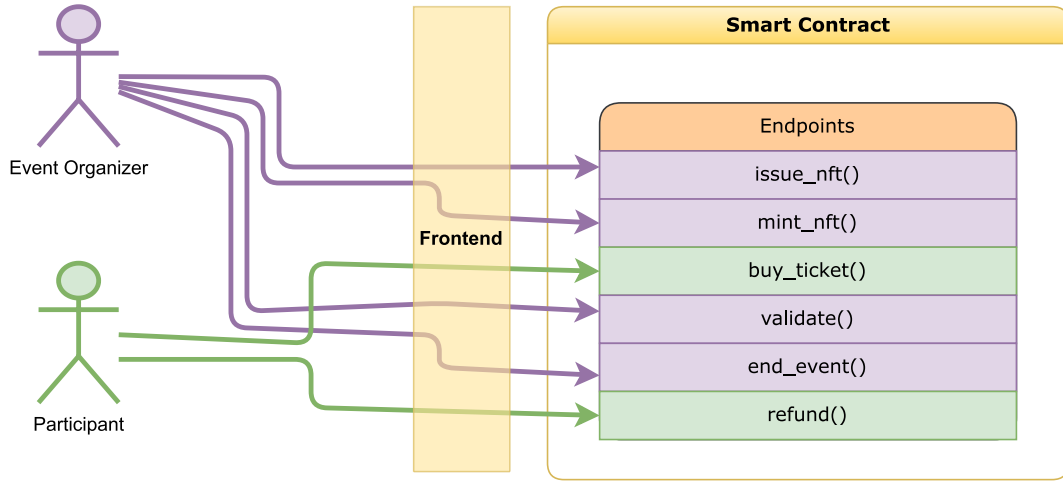 Smart Contract
Endpoints
Event Organizer
issue_nft()
mint_nft()
Frontend
buy_ticket()
validate()
end_event()
Participant
refund()